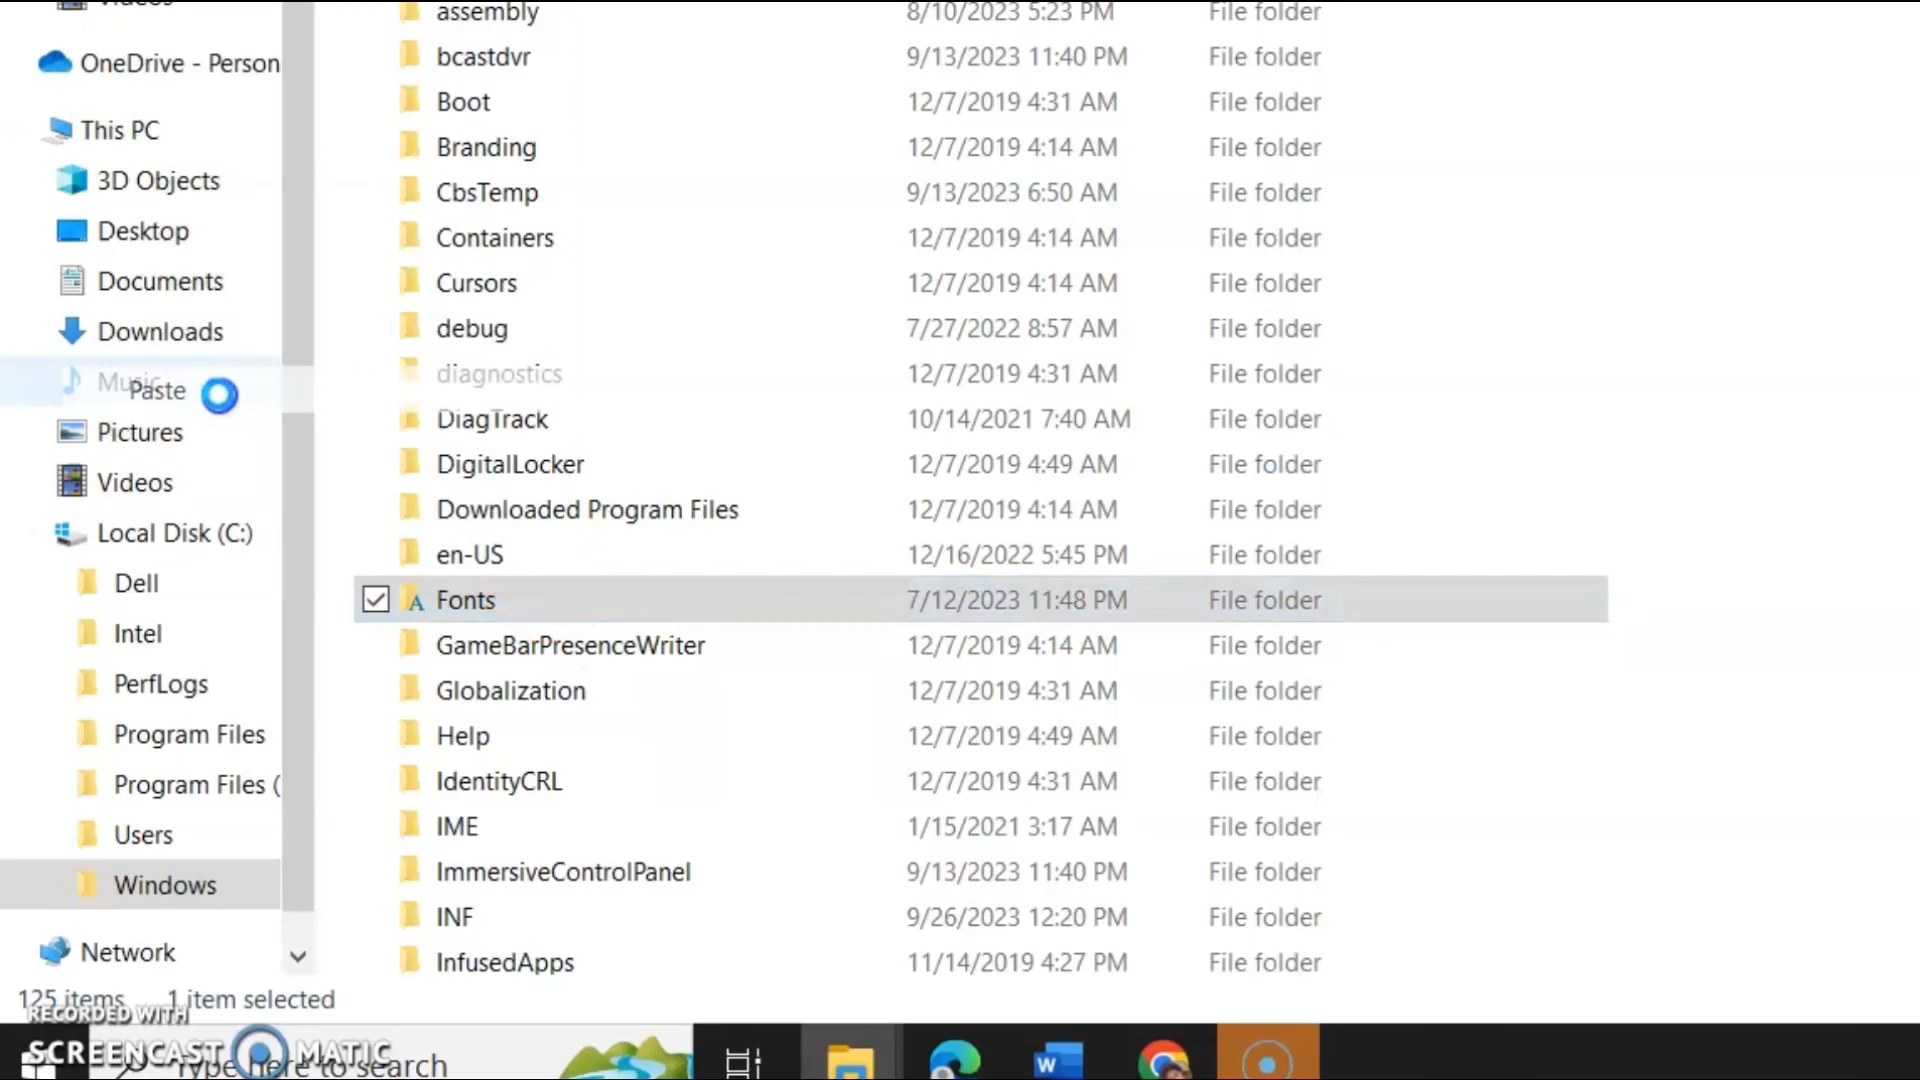 Videos
OneDrive - Person
This PC
3D Objects
Desktop
Documents
Downloads
Music
Paste
Pictures
Videos
Local Disk (C:)
Dell
Intel
PerfLogs
Program Files
Program Files (
Users
Windows
Network
assembly 8/10/2023 5:23 PM File folder
bcastdvr 9/13/2023 11:40 PM File folder
Boot 12/7/2019 4:31 AM File folder
Branding 12/7/2019 4:14 AM File folder
CbsTemp 9/13/2023 6:50 AM File folder
Containers 12/7/2019 4:14 AM File folder
Cursors 12/7/2019 4:14 AM File folder
debug 7/27/2022 8:57 AM File folder
diagnostics 12/7/2019 4:31 AM File folder
DiagTrack 10/14/2021 7:40 AM File folder
DigitalLocker 12/7/2019 4:49 AM File folder
Downloaded Program Files 12/7/2019 4:14 AM File folder
en-US 12/16/2022 5:45 PM File folder
Fonts 7/12/2023 11:48 PM File folder
GameBarPresenceWriter 12/7/2019 4:14 AM File folder
Globalization 12/7/2019 4:31 AM File folder
Help 12/7/2019 4:49 AM File folder
IdentityCRL 12/7/2019 4:31 AM File folder
IME 1/15/2021 3:17 AM File folder
ImmersiveControlPanel 9/13/2023 11:40 PM File folder
INF 9/26/2023 12:20 PM File folder
InfusedApps 11/14/2019 4:27 PM File folder
125 items 1 item selected
RECORDED WITH
SCREENCAST MATIC
Type here to search